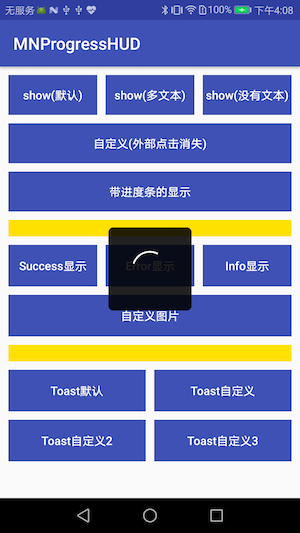 无服务 100% 下午4:08
MNProgressHUD
show(默认) show(多文本) show(没有文本)
自定义(外部点击消失)
带进度条的显示
Success显示 Error显示 Info显示
自定义图片
Toast默认 Toast自定义
Toast自定义2 Toast自定义3